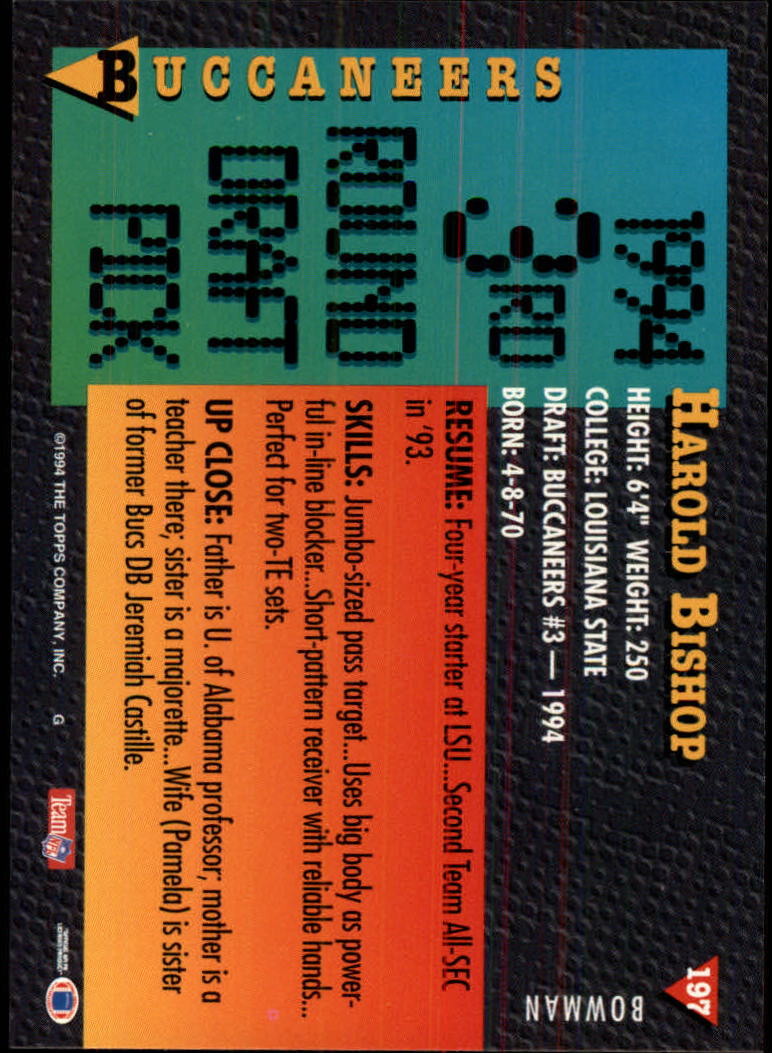 HAROLD BISHOP
HEIGHT: 6'4" WEIGHT: 250
COLLEGE: LOUISIANA STATE
DRAFT: BUCCANEERS #3 — 1994
BORN: 4-8-70
197
BOWMAN
1994
3RD
ROUND
DRAFT
PICK
BUCCANEERS
RESUME: Four-year starter at LSU...Second Team All-SEC
in '93.
SKILLS: Jumbo-sized pass target...Uses big body as power-
ful in-line blocker...Short-pattern receiver with reliable hands...
Perfect for two-TE sets.
UP CLOSE: Father is U. of Alabama professor; mother is a
teacher there; sister is a majorette...Wife (Pamela) is sister
of former Bucs DB Jeremiah Castille.
©1994 THE TOPPS COMPANY, INC. G
Team NFL